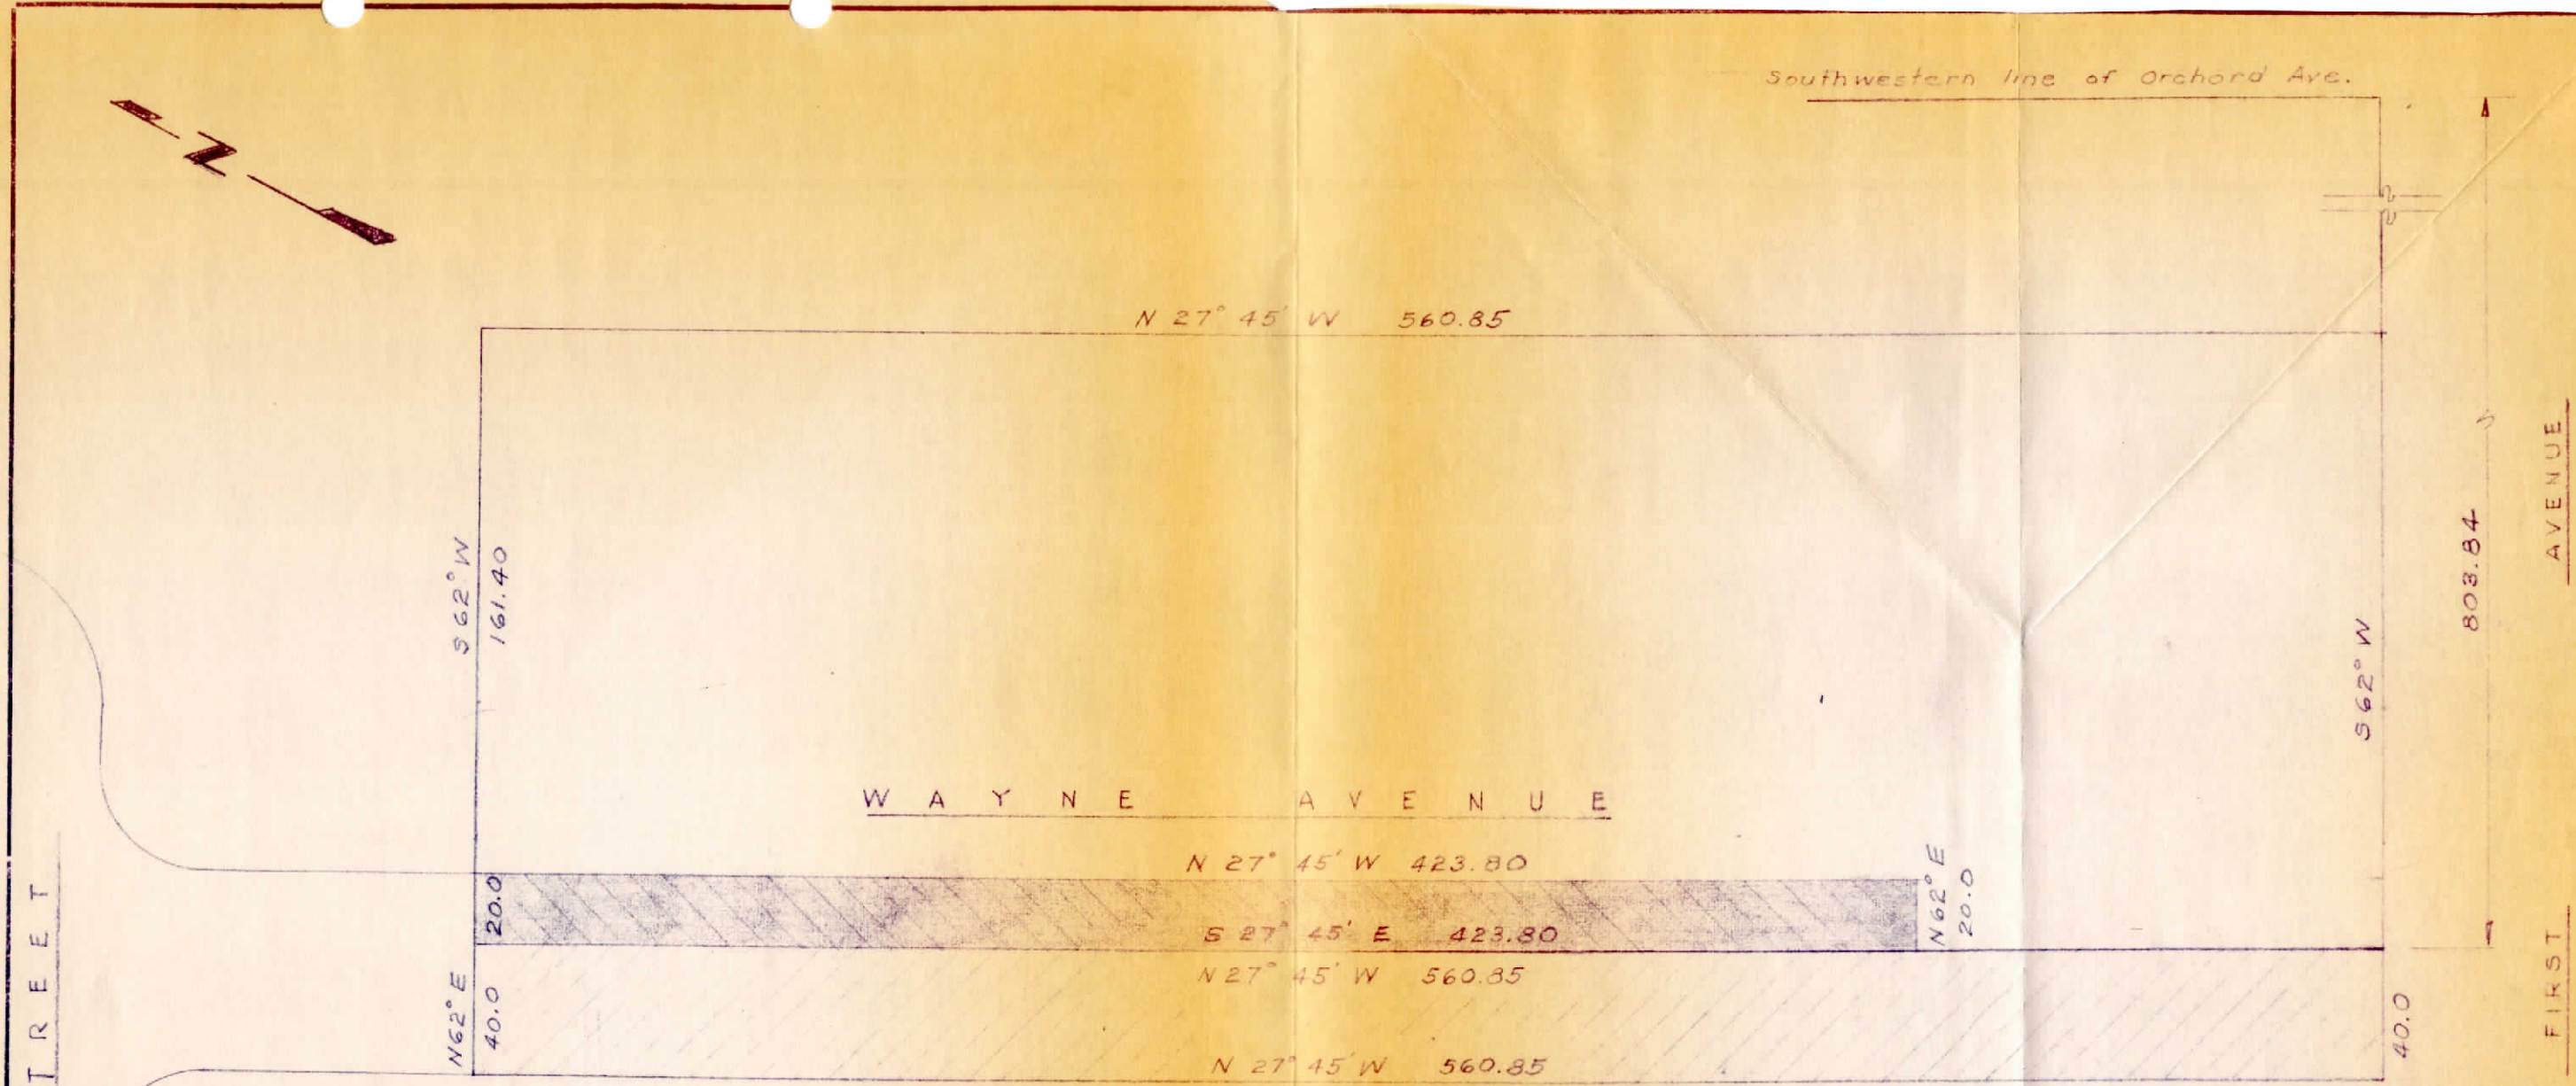 Southwestern line of Orchard Ave.
N
N 27° 45' W 560.85
S 62° W
161.40
803.84
AVENUE
S 62° W
WAYNE AVENUE
N 27° 45' W 423.80
20.0
N 62° E
20.0
S 27° 45' E 423.80
N 27° 45' W 560.85
N 62° E
40.0
40.0
FIRST
TREET
N 27° 45' W 560.85